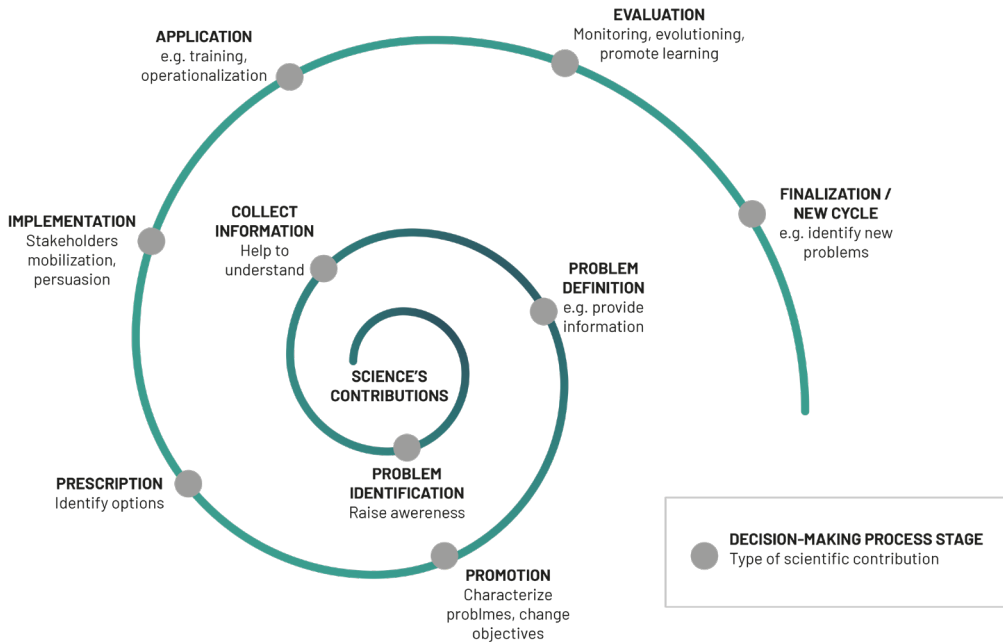 EVALUATION
Monitoring, evolutioning,
promote learning
APPLICATION
e.g. training,
operationalization
FINALIZATION /
NEW CYCLE
e.g. identify new
problems
COLLECT
INFORMATION
Help to
understand
IMPLEMENTATION
Stakeholders
mobilization,
persuasion
PROBLEM
DEFINITION
e.g. provide
information
SCIENCE'S
CONTRIBUTIONS
PROBLEM
IDENTIFICATION
Raise awereness
PRESCRIPTION
Identify options
PROMOTION
Characterize
problmes, change
objectives
DECISION-MAKING PROCESS STAGE
Type of scientific contribution